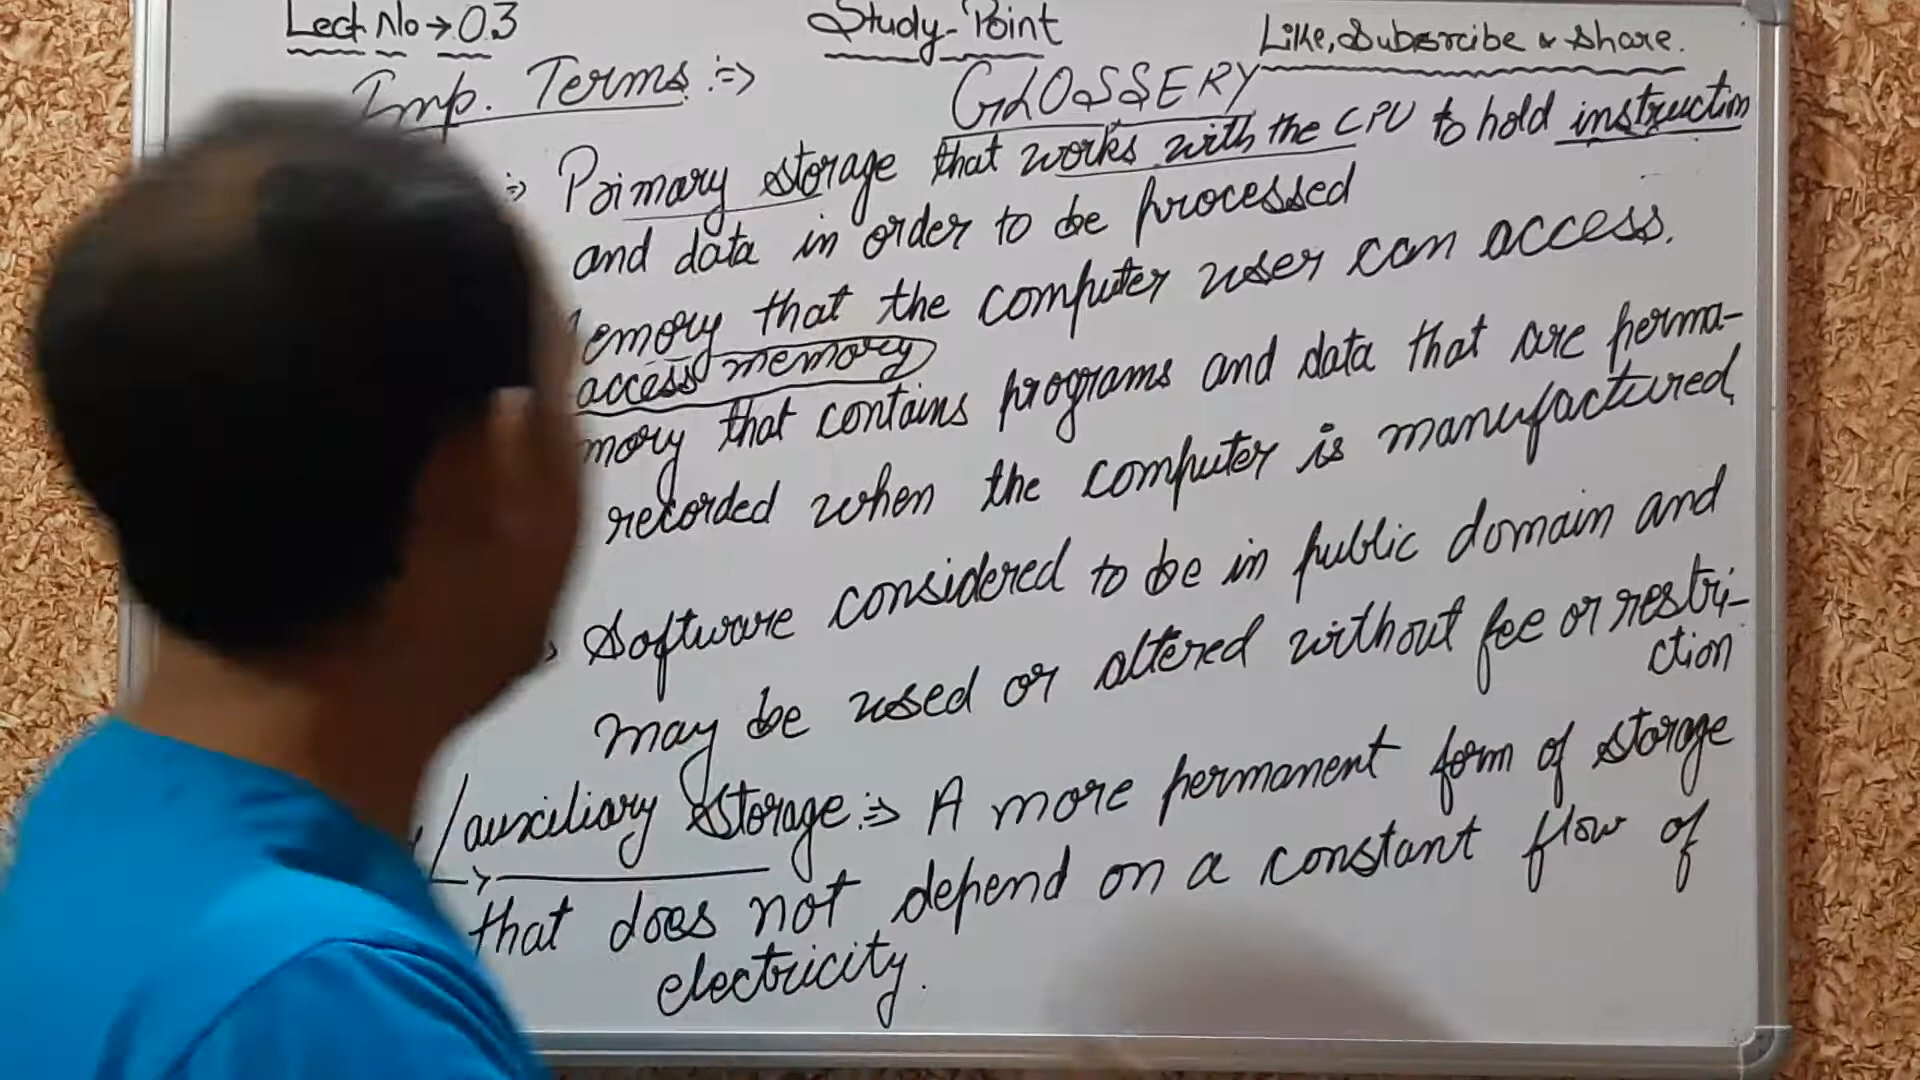 Lect. No → 03
Study-Point
Like, Subsrcibe & Share.
Imp. Terms :⇒
GLOSSERY
⇒ Primary storage that works with the CPU to hold instruction
and data in order to be processed
emory that the computer user can access.
access memory
mory that contains programs and data that are perma-
recorded when the computer is manufactured,
Software considered to be in public domain and
may be used or altered without fee or restri-
ction
/auxiliary Storage :⇒ A more permanent form of storage
that does not depend on a constant flow of
electricity.